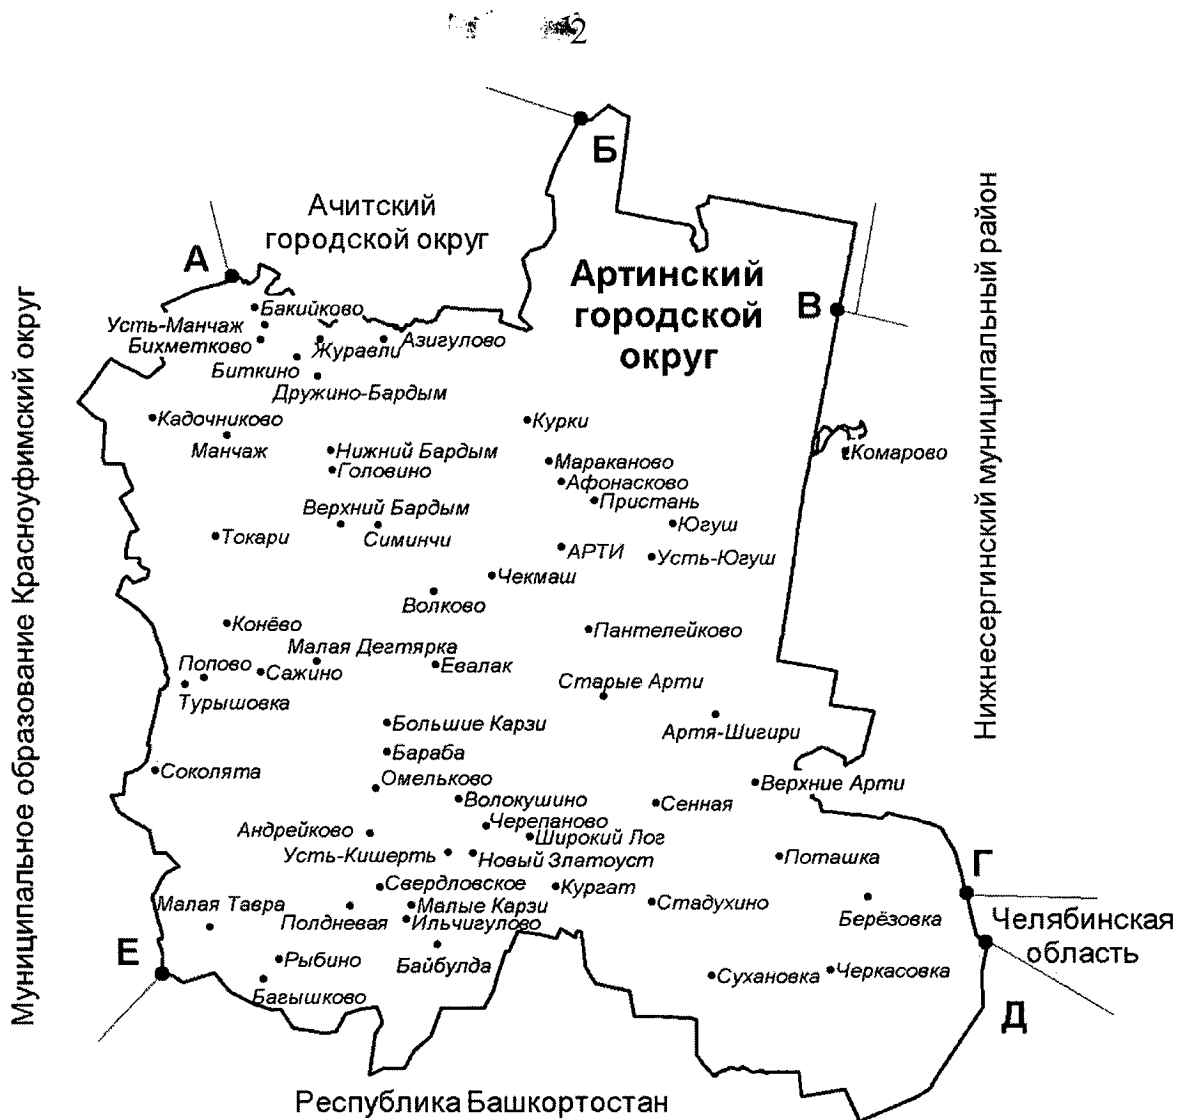 2
Б
Ачитский
городской округ
А
Артинский
городской
округ
В
Нижнесергинский муниципальный район
Муниципальное образование Красноуфимский округ
Бакийково
Усть-Манчаж
Бихметково
Журавли
Азигулово
Биткино
Дружино-Бардым
Кадочниково
Курки
Манчаж
Нижний Бардым
Мараканово
Комарово
Головино
Афонасково
Пристань
Верхний Бардым
Югуш
Токари
Симинчи
АРТИ
Усть-Югуш
Чекмаш
Волково
Конёво
Пантелейково
Малая Дегтярка
Попово
Сажино
Евалак
Турышовка
Старые Арти
Большие Карзи
Артя-Шигири
Бараба
Соколята
Омельково
Верхние Арти
Волокушино
Сенная
Черепаново
Андрейково
Широкий Лог
Усть-Кишерть
Новый Златоуст
Поташка
Г
Свердловское
Кургат
Малая Тавра
Малые Карзи
Стадухино
Полдневая
Ильчигулово
Берёзовка
Челябинская
область
Е
Рыбино
Байбулда
Сухановка
Черкасовка
Багышково
Д
Республика Башкортостан